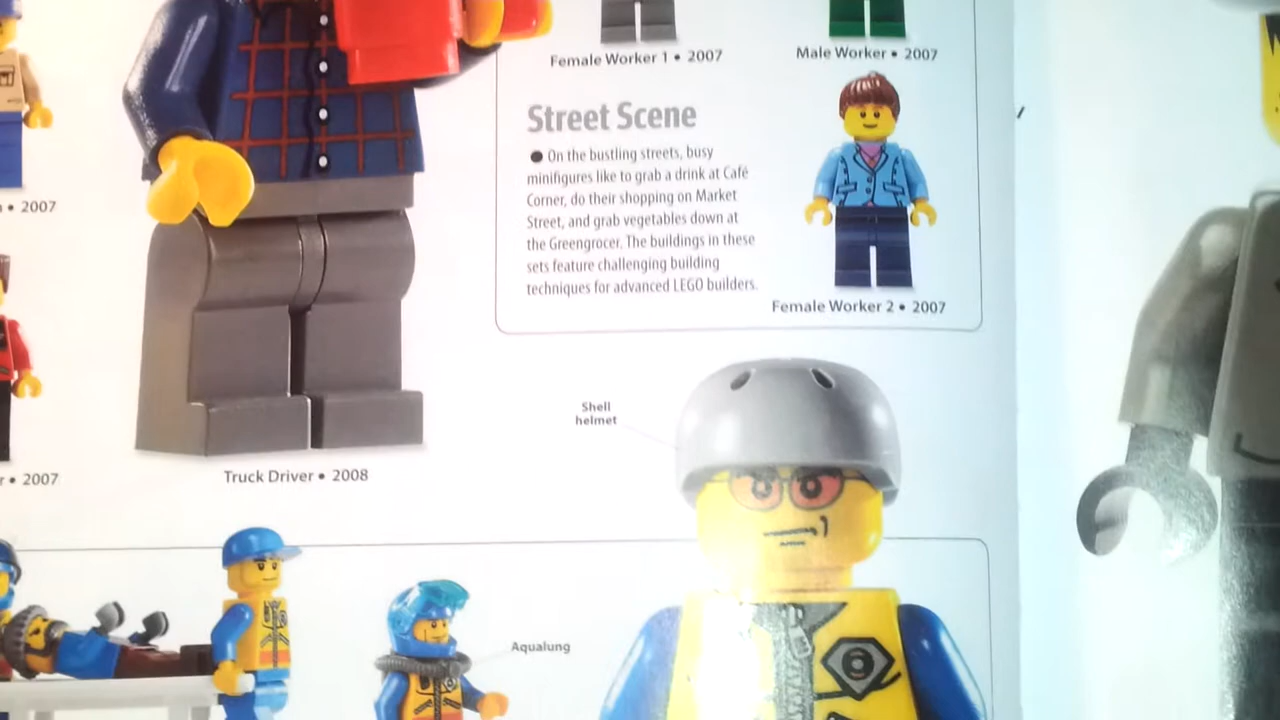 Female Worker 1 • 2007
Male Worker • 2007
Street Scene
● On the bustling streets, busy
minifigures like to grab a drink at Café
Corner, do their shopping on Market
Street, and grab vegetables down at
the Greengrocer. The buildings in these
sets feature challenging building
techniques for advanced LEGO builders.
Female Worker 2 • 2007
• 2007
• 2007
Truck Driver • 2008
Shell
helmet
Aqualung